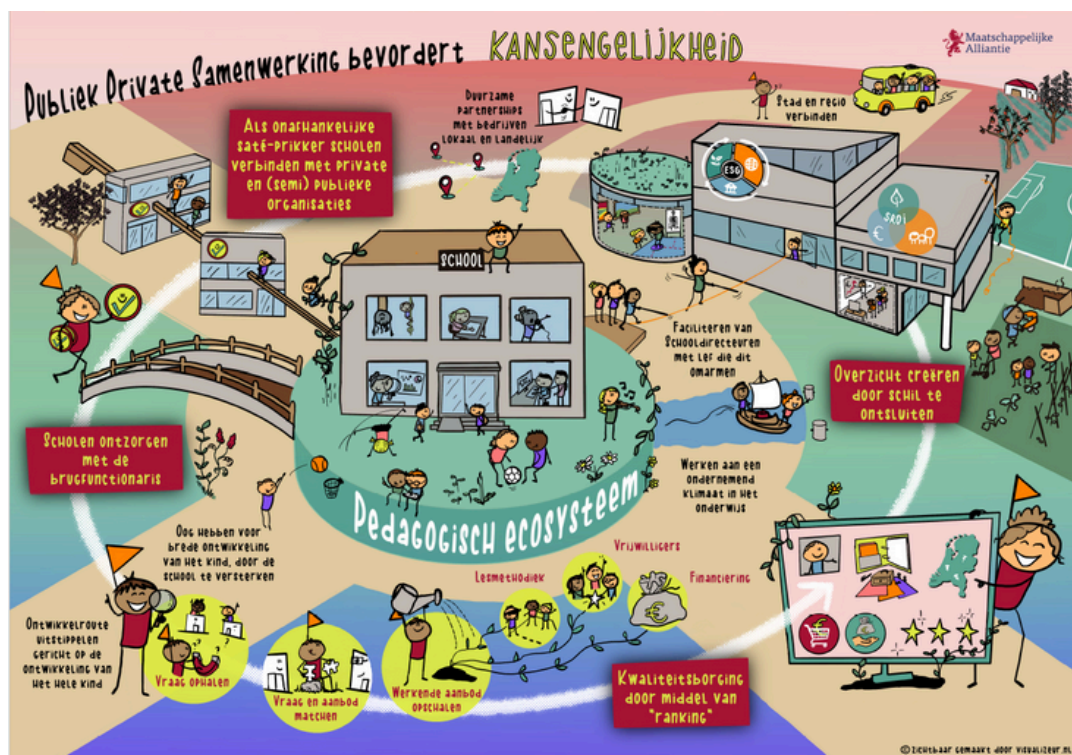 Publiek Private Samenwerking bevordert KANSENGELIJKHEID
Maatschappelijke
Alliantie
Als onafhankelijke
saté-prikker scholen
verbinden met private
en (semi) publieke
organisaties
Duurzame
partnerships
met bedrijven
lokaal en landelijk
Stad en regio
verbinden
ESG
SROI
€
SCHOOL
Faciliteren van
schooldirecteuren
met lef die dit
omarmen
Overzicht creëren
door schil te
ontsluiten
Scholen ontzorgen
met de
brugfunctionaris
Pedagogisch ecosysteem
Werken aan een
ondernemend
klimaat in het
onderwijs
Oog hebben voor
brede ontwikkeling
van het kind, door de
school te versterken
Ontwikkelroute
uitstippelen
gericht op de
ontwikkeling van
het hele kind
Vraag ophalen
Vraag en aanbod
matchen
Werkende aanbod
opschalen
Lesmethodiek
Vrijwilligers
Financiering
€
Kwaliteitsborging
door middel van
"ranking"
© zichtbaar gemaakt door visualizeur.nl